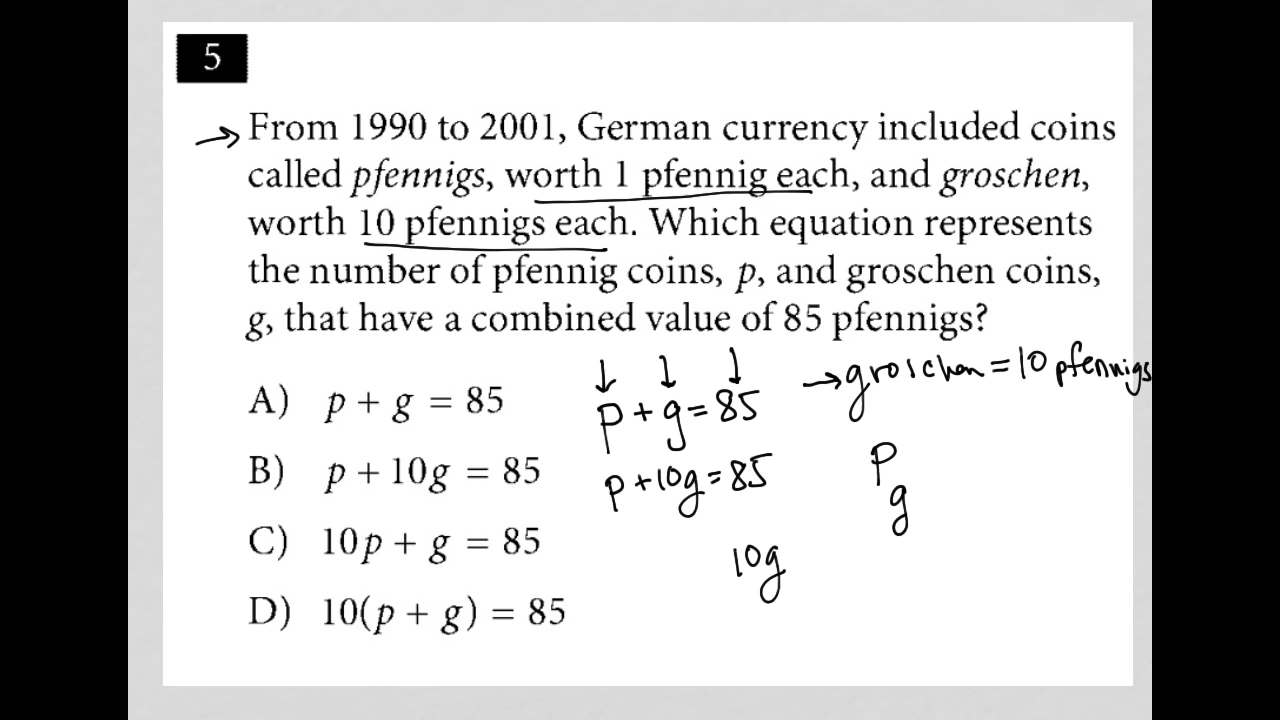 5
From 1990 to 2001, German currency included coins
called pfennigs, worth 1 pfennig each, and groschen,
worth 10 pfennigs each. Which equation represents
the number of pfennig coins, p, and groschen coins,
g, that have a combined value of 85 pfennigs?
A) p + g = 85
B) p + 10g = 85
C) 10p + g = 85
D) 10(p + g) = 85
p + g = 85
p + 10g = 85
10g
→ groschen = 10 pfennigs
p
g